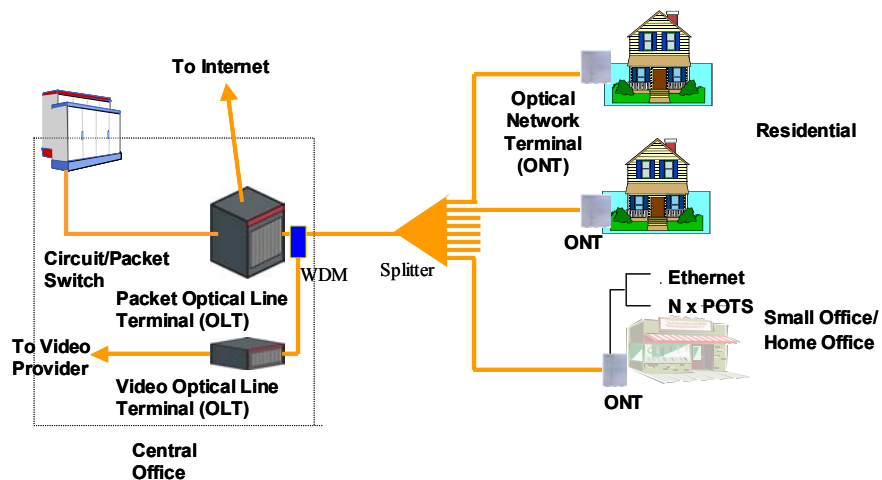 To Internet
Optical
Network
Terminal
(ONT)
Residential
Circuit/Packet
Switch
WDM
Splitter
ONT
Packet Optical Line
Terminal (OLT)
. Ethernet
N x POTS
Small Office/
Home Office
To Video
Provider
Video Optical Line
Terminal (OLT)
ONT
Central
Office